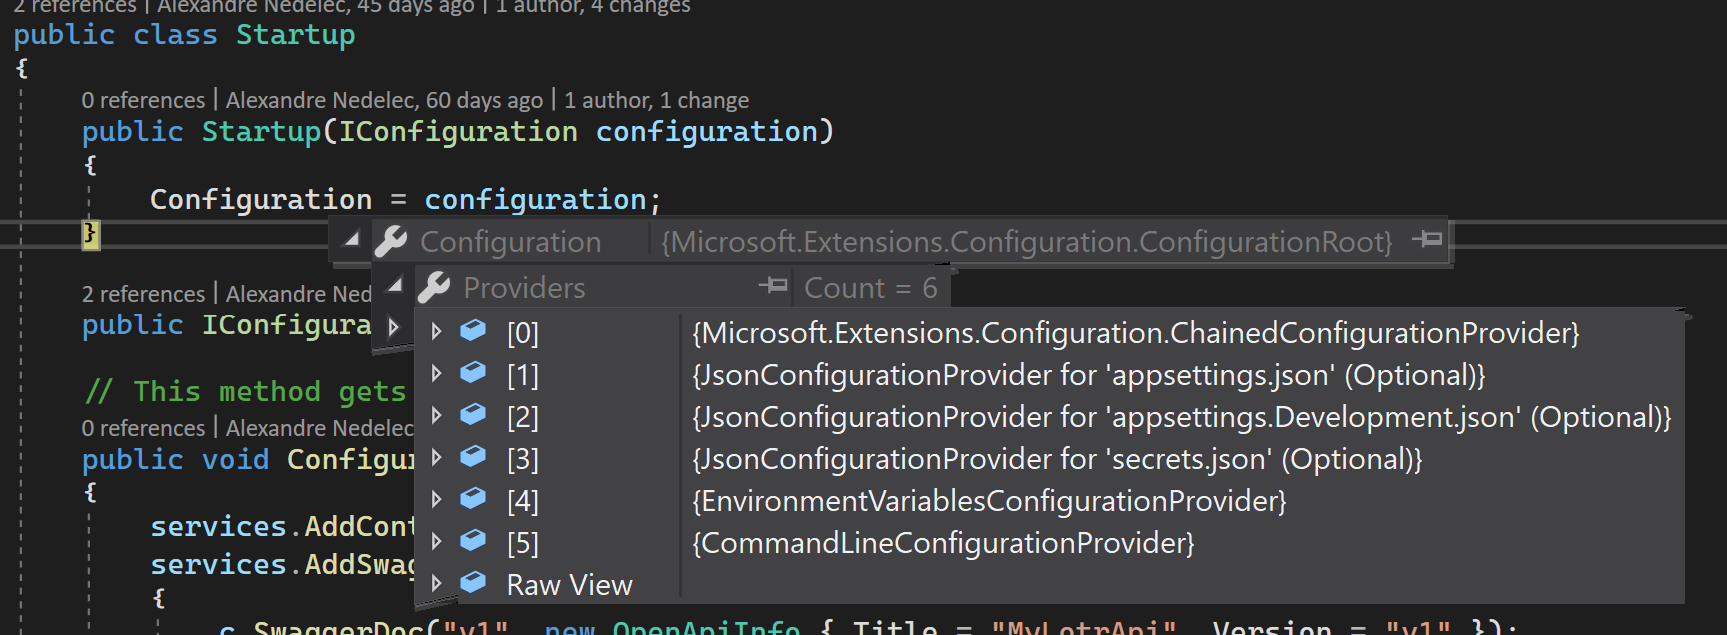 2 references | Alexandre Nedelec, 45 days ago | 1 author, 4 changes
public class Startup
{
0 references | Alexandre Nedelec, 60 days ago | 1 author, 1 change
public Startup(IConfiguration configuration)
{
Configuration = configuration;
}
Configuration {Microsoft.Extensions.Configuration.ConfigurationRoot}
Providers Count = 6
2 references | Alexandre Ned
public IConfigura
[0] {Microsoft.Extensions.Configuration.ChainedConfigurationProvider}
[1] {JsonConfigurationProvider for 'appsettings.json' (Optional)}
// This method gets
[2] {JsonConfigurationProvider for 'appsettings.Development.json' (Optional)}
0 references | Alexandre Nedelec
public void Configur
[3] {JsonConfigurationProvider for 'secrets.json' (Optional)}
{
[4] {EnvironmentVariablesConfigurationProvider}
services.AddCont
[5] {CommandLineConfigurationProvider}
services.AddSwag
Raw View
{
c.SwaggerDoc("v1", new OpenApiInfo { Title = "MyLotrApi", Version = "v1" });